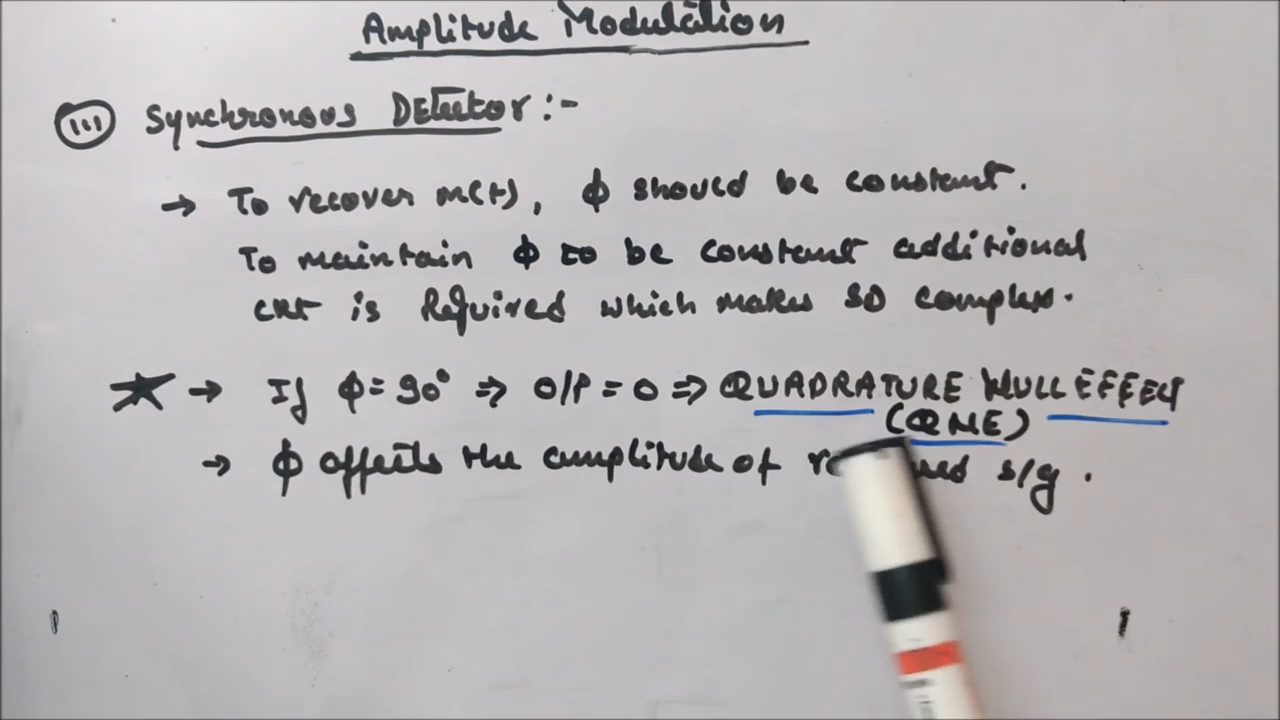 Amplitude Modulation
(iii) Synchronous Detector:-
→ To recover m(t), ϕ should be constant.
To maintain ϕ to be constant additional
CKT is Required which makes SD complex.
★ → If ϕ = 90° ⇒ O/P = 0 ⇒ QUADRATURE NULL EFFECT
(QNE)
→ ϕ affects the amplitude of s/g.